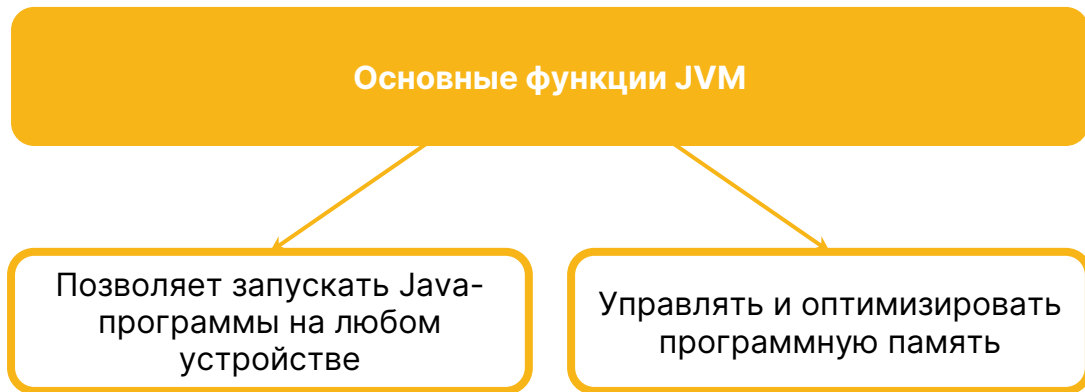 Основные функции JVM
Позволяет запускать Java-
программы на любом
устройстве
Управлять и оптимизировать
программную память